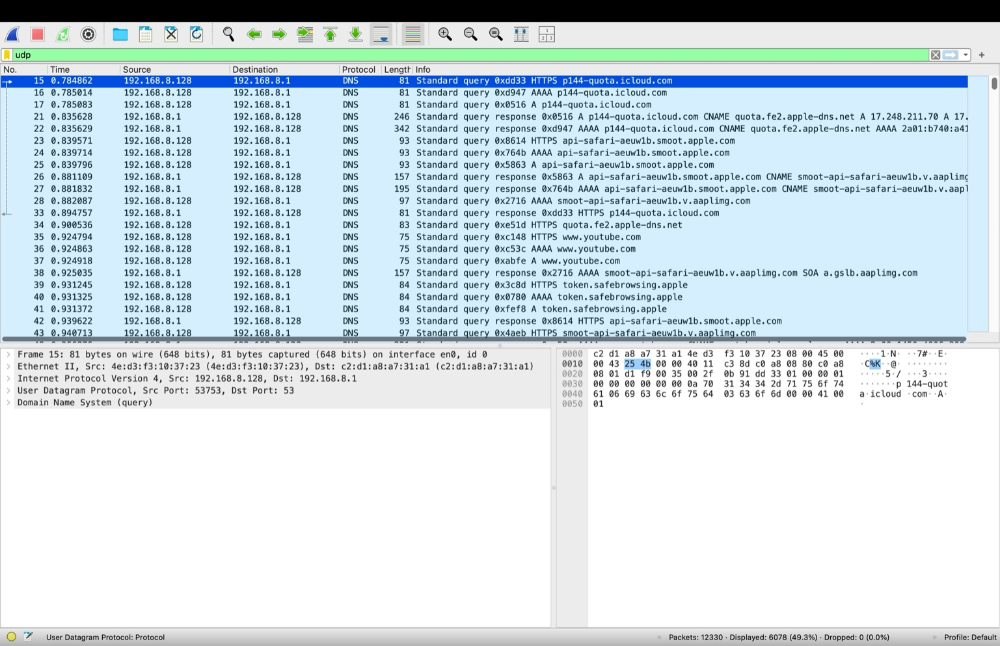 udp
No. Time Source Destination Protocol Length Info
15 0.784862 192.168.8.128 192.168.8.1 DNS 81 Standard query 0xdd33 HTTPS p144-quota.icloud.com
16 0.785014 192.168.8.128 192.168.8.1 DNS 81 Standard query 0xd947 AAAA p144-quota.icloud.com
17 0.785083 192.168.8.128 192.168.8.1 DNS 81 Standard query 0x0516 A p144-quota.icloud.com
21 0.835628 192.168.8.1 192.168.8.128 DNS 246 Standard query response 0x0516 A p144-quota.icloud.com CNAME quota.fe2.apple-dns.net A 17.248.211.70 A 17.
22 0.835629 192.168.8.1 192.168.8.128 DNS 342 Standard query response 0xd947 AAAA p144-quota.icloud.com CNAME quota.fe2.apple-dns.net AAAA 2a01:b740:a41
23 0.839571 192.168.8.128 192.168.8.1 DNS 93 Standard query 0x8614 HTTPS api-safari-aeuw1b.smoot.apple.com
24 0.839714 192.168.8.128 192.168.8.1 DNS 93 Standard query 0x764b AAAA api-safari-aeuw1b.smoot.apple.com
25 0.839796 192.168.8.128 192.168.8.1 DNS 93 Standard query 0x5863 A api-safari-aeuw1b.smoot.apple.com
26 0.881109 192.168.8.1 192.168.8.128 DNS 157 Standard query response 0x5863 A api-safari-aeuw1b.smoot.apple.com CNAME smoot-api-safari-aeuw1b.v.aaplimg
27 0.881832 192.168.8.1 192.168.8.128 DNS 195 Standard query response 0x764b AAAA api-safari-aeuw1b.smoot.apple.com CNAME smoot-api-safari-aeuw1b.v.aapl
28 0.882087 192.168.8.128 192.168.8.1 DNS 97 Standard query 0x2716 AAAA smoot-api-safari-aeuw1b.v.aaplimg.com
33 0.894757 192.168.8.1 192.168.8.128 DNS 81 Standard query response 0xdd33 HTTPS p144-quota.icloud.com
34 0.900536 192.168.8.128 192.168.8.1 DNS 83 Standard query 0xe51d HTTPS quota.fe2.apple-dns.net
35 0.924794 192.168.8.128 192.168.8.1 DNS 75 Standard query 0xc148 HTTPS www.youtube.com
36 0.924863 192.168.8.128 192.168.8.1 DNS 75 Standard query 0xc53c AAAA www.youtube.com
37 0.924918 192.168.8.128 192.168.8.1 DNS 75 Standard query 0xabfe A www.youtube.com
38 0.925035 192.168.8.1 192.168.8.128 DNS 157 Standard query response 0x2716 AAAA smoot-api-safari-aeuw1b.v.aaplimg.com SOA a.gslb.aaplimg.com
39 0.931245 192.168.8.128 192.168.8.1 DNS 84 Standard query 0x3c8d HTTPS token.safebrowsing.apple
40 0.931325 192.168.8.128 192.168.8.1 DNS 84 Standard query 0x0780 AAAA token.safebrowsing.apple
41 0.931372 192.168.8.128 192.168.8.1 DNS 84 Standard query 0xfef8 A token.safebrowsing.apple
42 0.939622 192.168.8.1 192.168.8.128 DNS 93 Standard query response 0x8614 HTTPS api-safari-aeuw1b.smoot.apple.com
43 0.940713 192.168.8.128 192.168.8.1 DNS 97 Standard query 0x4aeb HTTPS smoot-api-safari-aeuw1b.v.aaplimg.com
Frame 15: 81 bytes on wire (648 bits), 81 bytes captured (648 bits) on interface en0, id 0
Ethernet II, Src: 4e:d3:f3:10:37:23 (4e:d3:f3:10:37:23), Dst: c2:d1:a8:a7:31:a1 (c2:d1:a8:a7:31:a1)
Internet Protocol Version 4, Src: 192.168.8.128, Dst: 192.168.8.1
User Datagram Protocol, Src Port: 53753, Dst Port: 53
Domain Name System (query)
0000 c2 d1 a8 a7 31 a1 4e d3 f3 10 37 23 08 00 45 00 ····1·N· ··7#··E·
0010 00 43 25 4b 00 00 40 11 c3 8d c0 a8 08 80 c0 a8 ·C%K··@· ········
0020 08 01 d1 f9 00 35 00 2f 0b 91 dd 33 01 00 00 01 ·····5·/ ···3····
0030 00 00 00 00 00 00 0a 70 31 34 34 2d 71 75 6f 74 ·······p 144-quot
0040 61 06 69 63 6c 6f 75 64 03 63 6f 6d 00 00 41 00 a·icloud ·com··A·
0050 01 ·
User Datagram Protocol: Protocol
Packets: 12330 · Displayed: 6078 (49.3%) · Dropped: 0 (0.0%)
Profile: Default